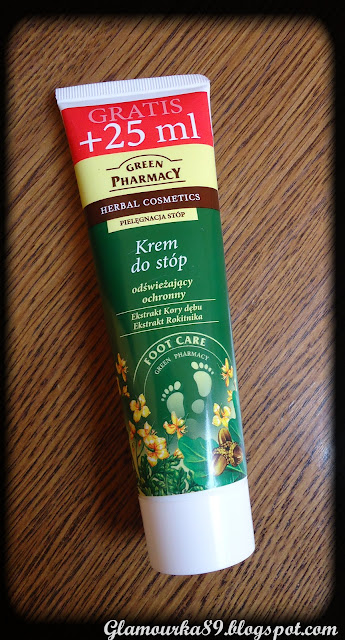 GRATIS
+25 ml
GREEN
PHARMACY
HERBAL COSMETICS
PIELĘGNACJA STÓP
Krem
do stóp
odświeżający
ochronny
Ekstrakt Kory dębu
Ekstrakt Rokitnika
FOOT CARE
GREEN PHARMACY
Glamourka89.blogspot.com